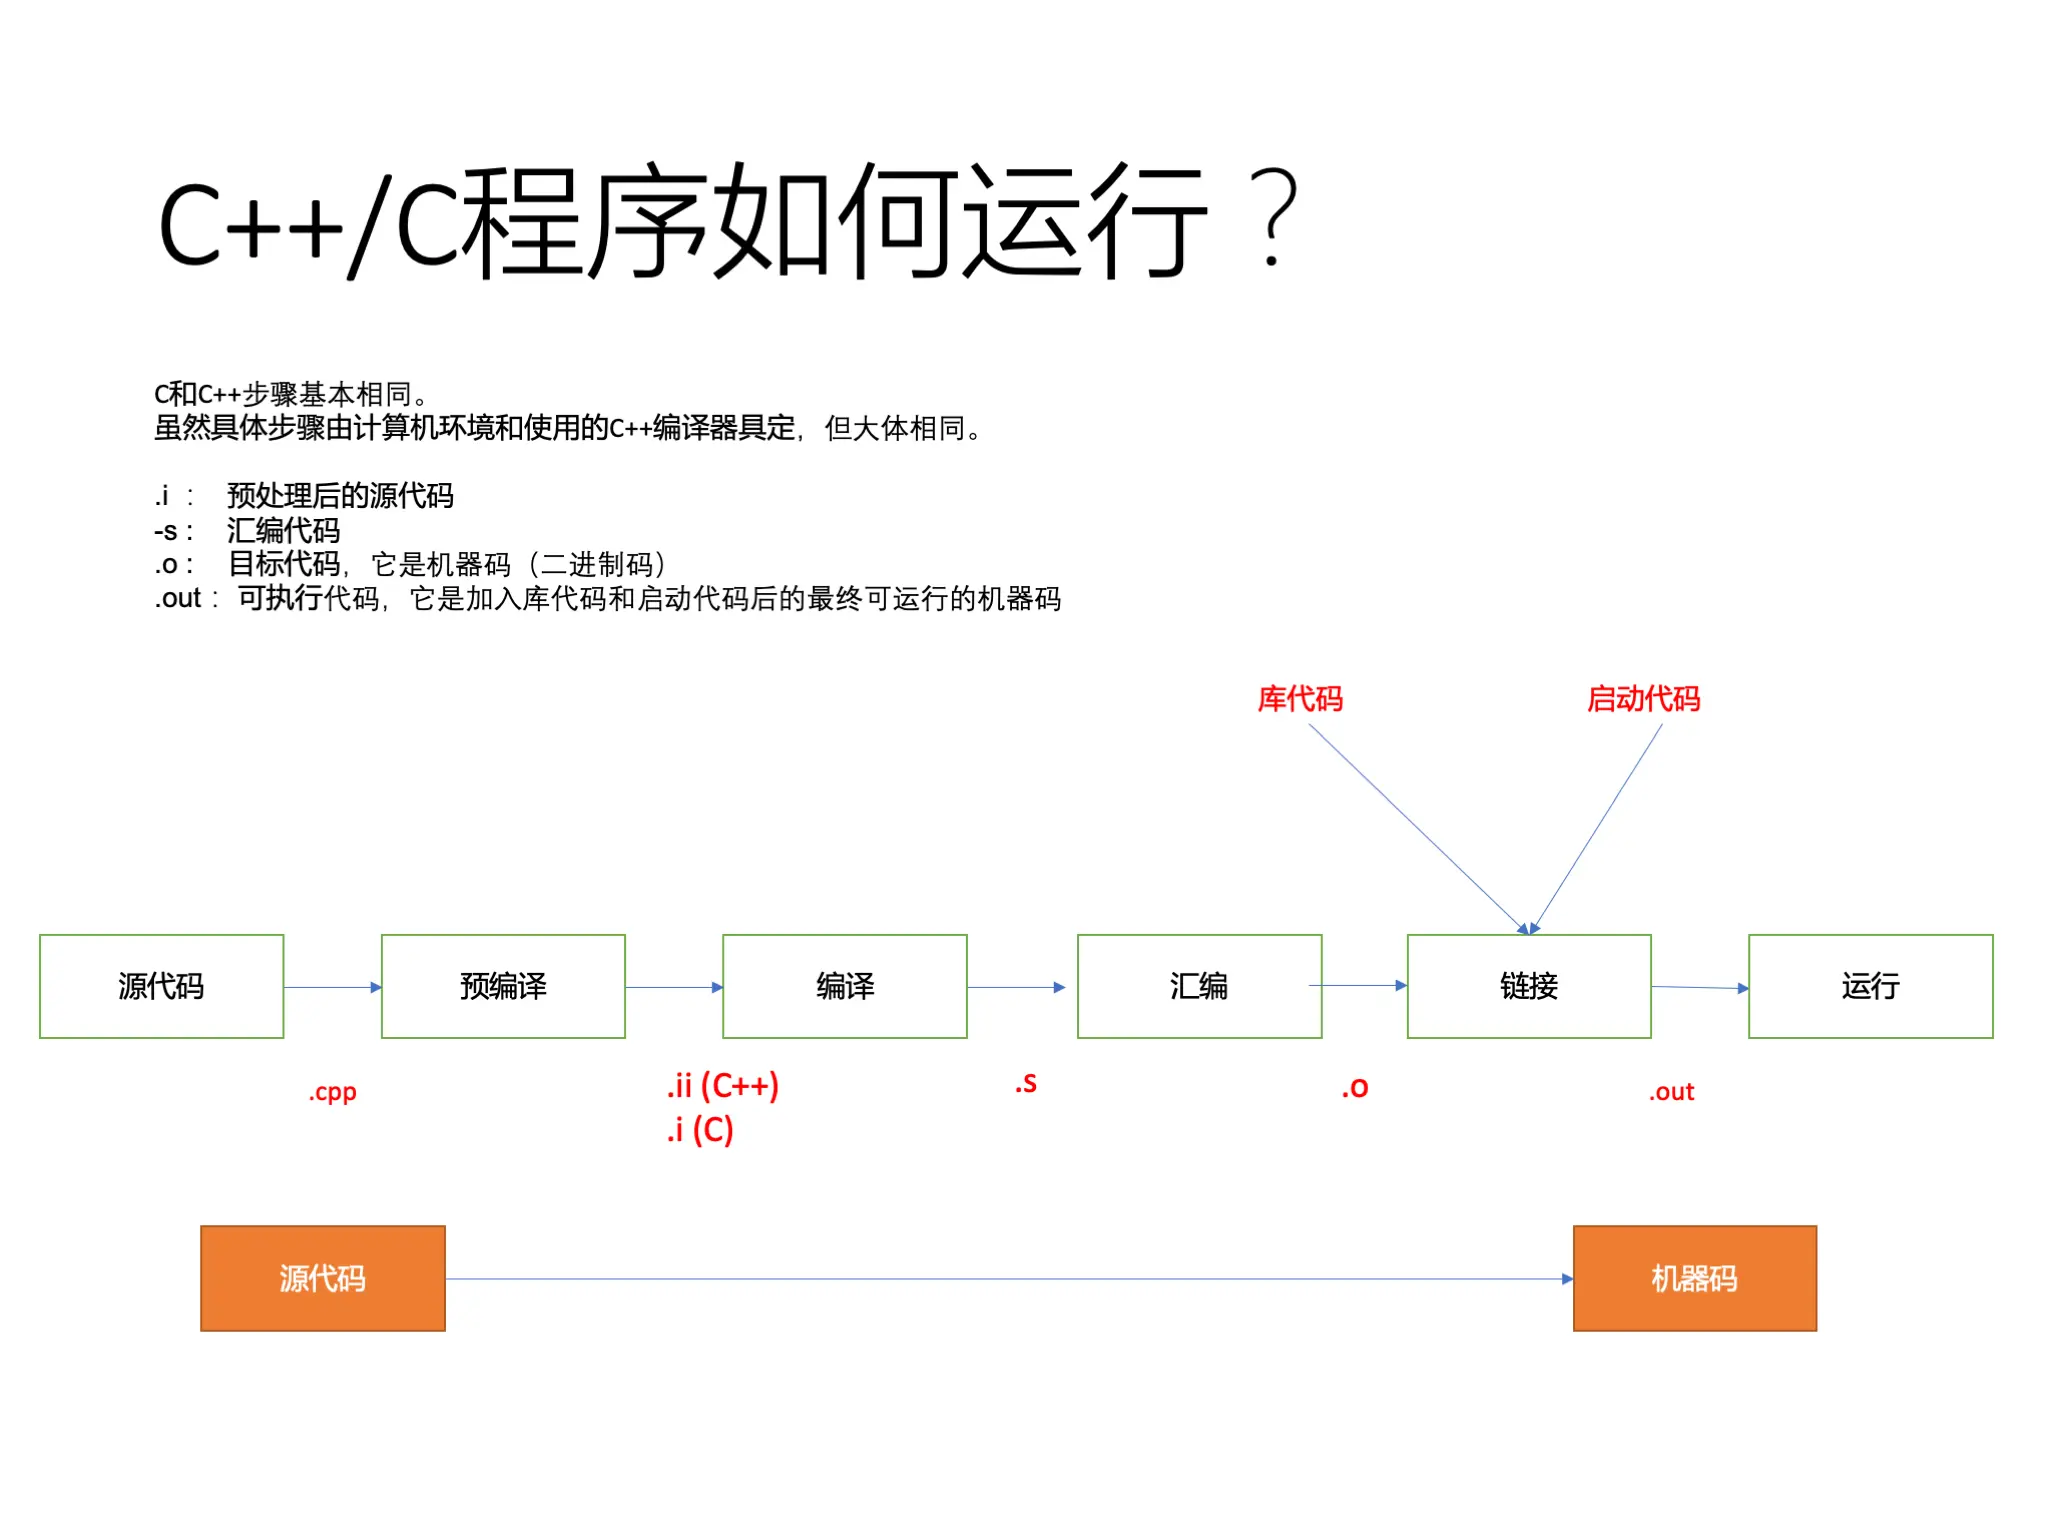 C++/C程序如何运行？
C和C++步骤基本相同。
虽然具体步骤由计算机环境和使用的C++编译器具定，但大体相同。
.i ： 预处理后的源代码
-s： 汇编代码
.o： 目标代码，它是机器码（二进制码）
.out：可执行代码，它是加入库代码和启动代码后的最终可运行的机器码
库代码 启动代码
源代码 预编译 编译 汇编 链接 运行
.cpp .ii (C++) .s .o .out
.i (C)
源代码 机器码